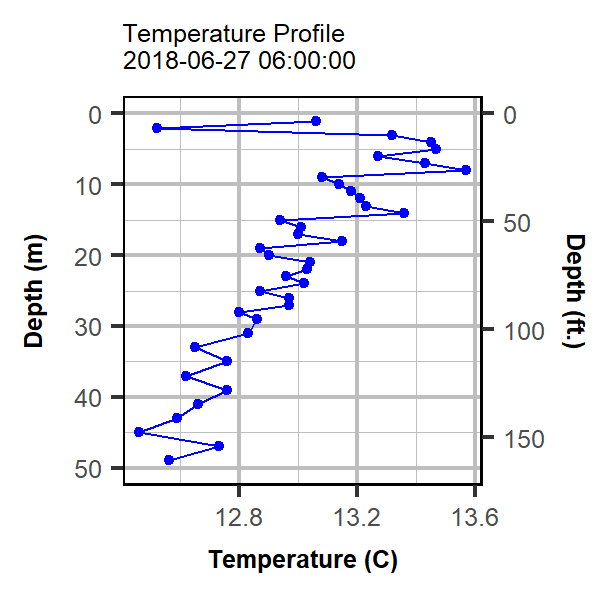 Temperature Profile
2018-06-27 06:00:00
0
10
20
30
40
50
Depth (m)
0
50
100
150
Depth (ft.)
12.8 13.2 13.6
Temperature (C)